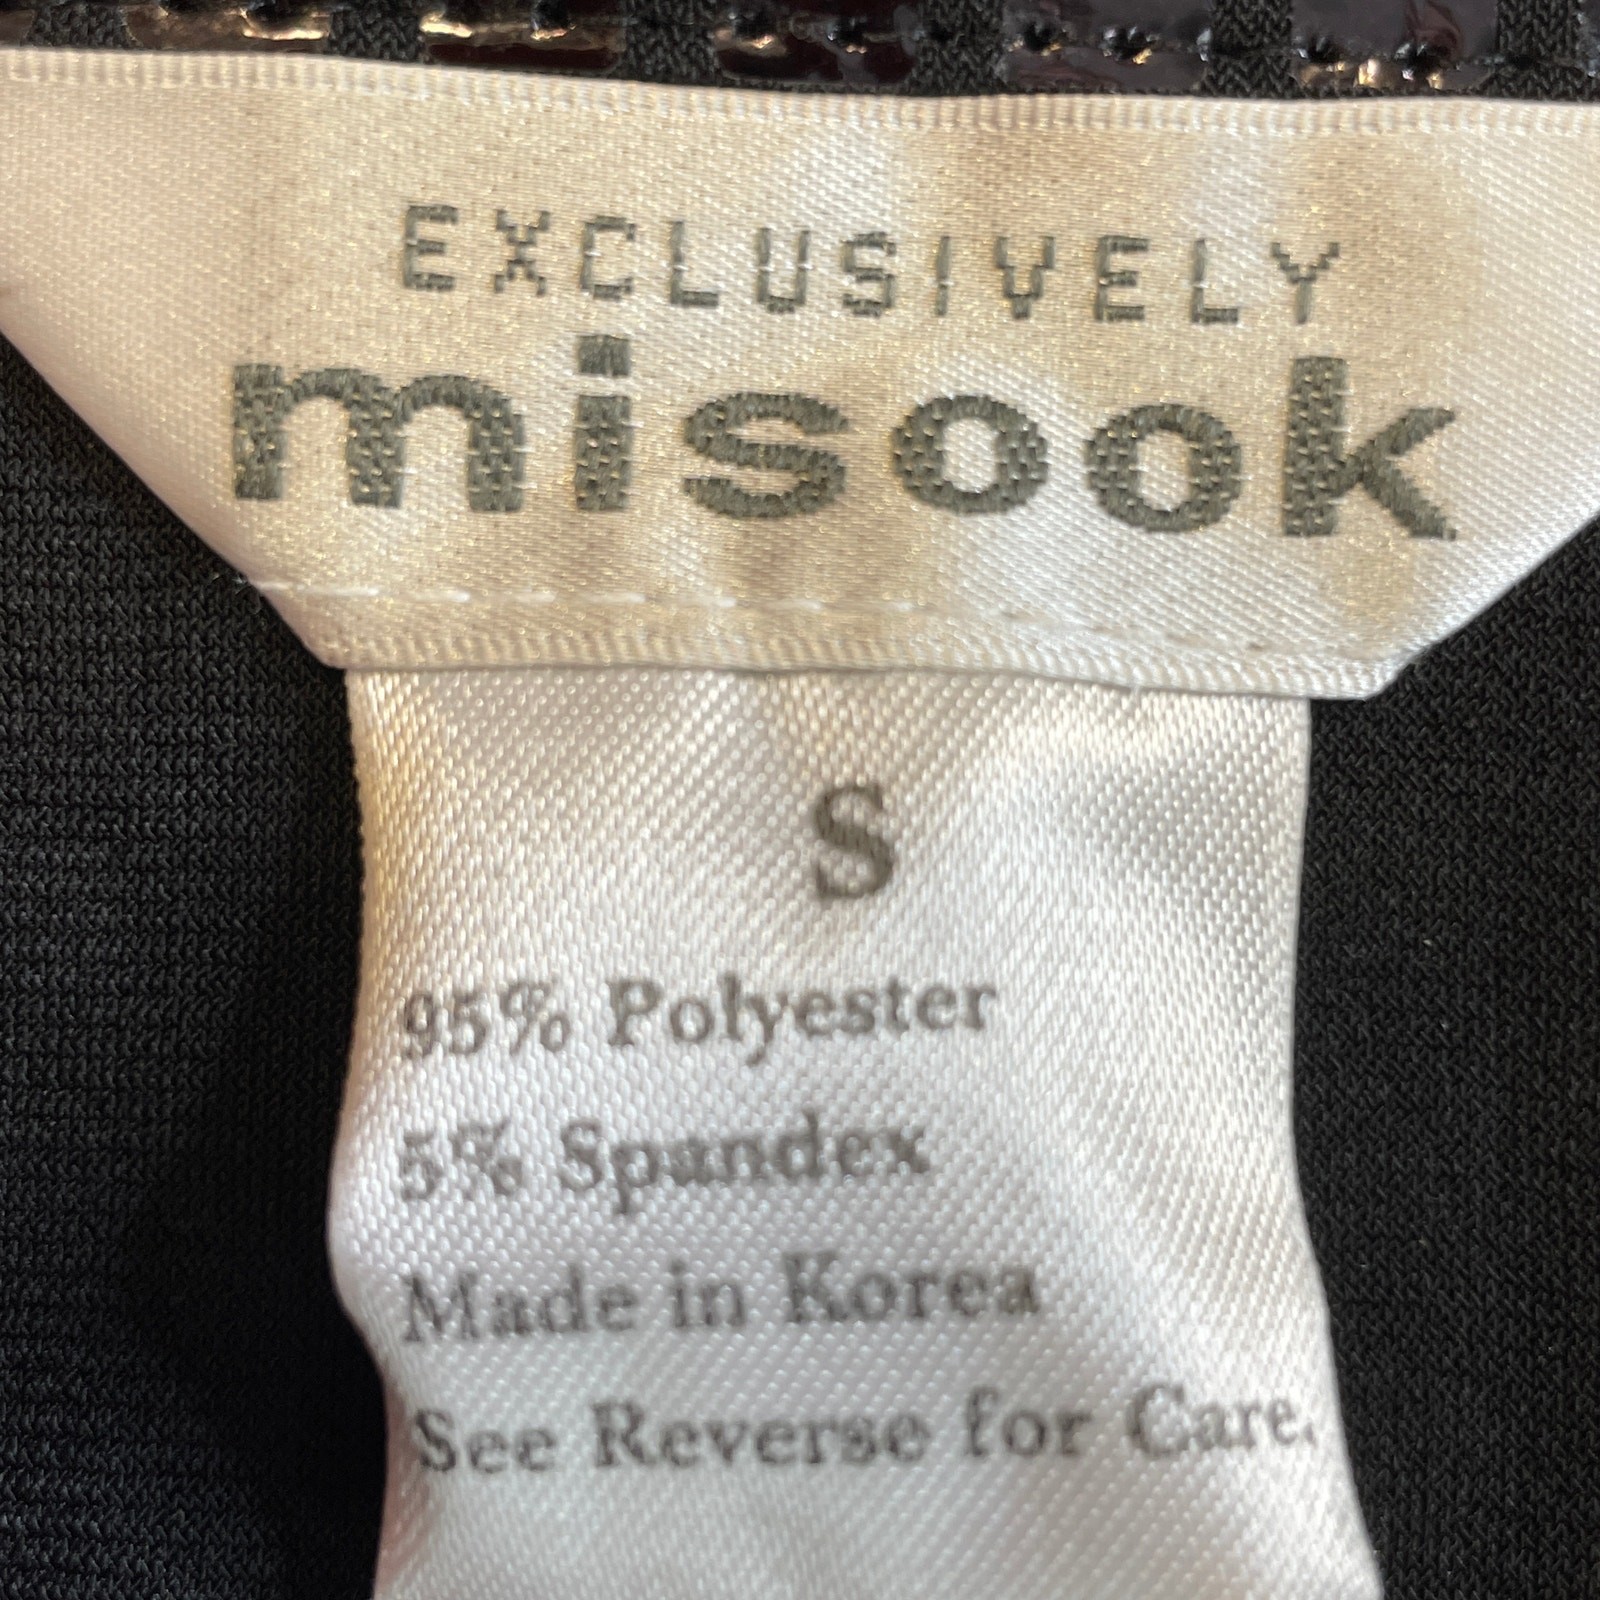 EXCLUSIVELY
misook
S
95% Polyester
5% Spandex
Made in Korea
See Reverse for Care.